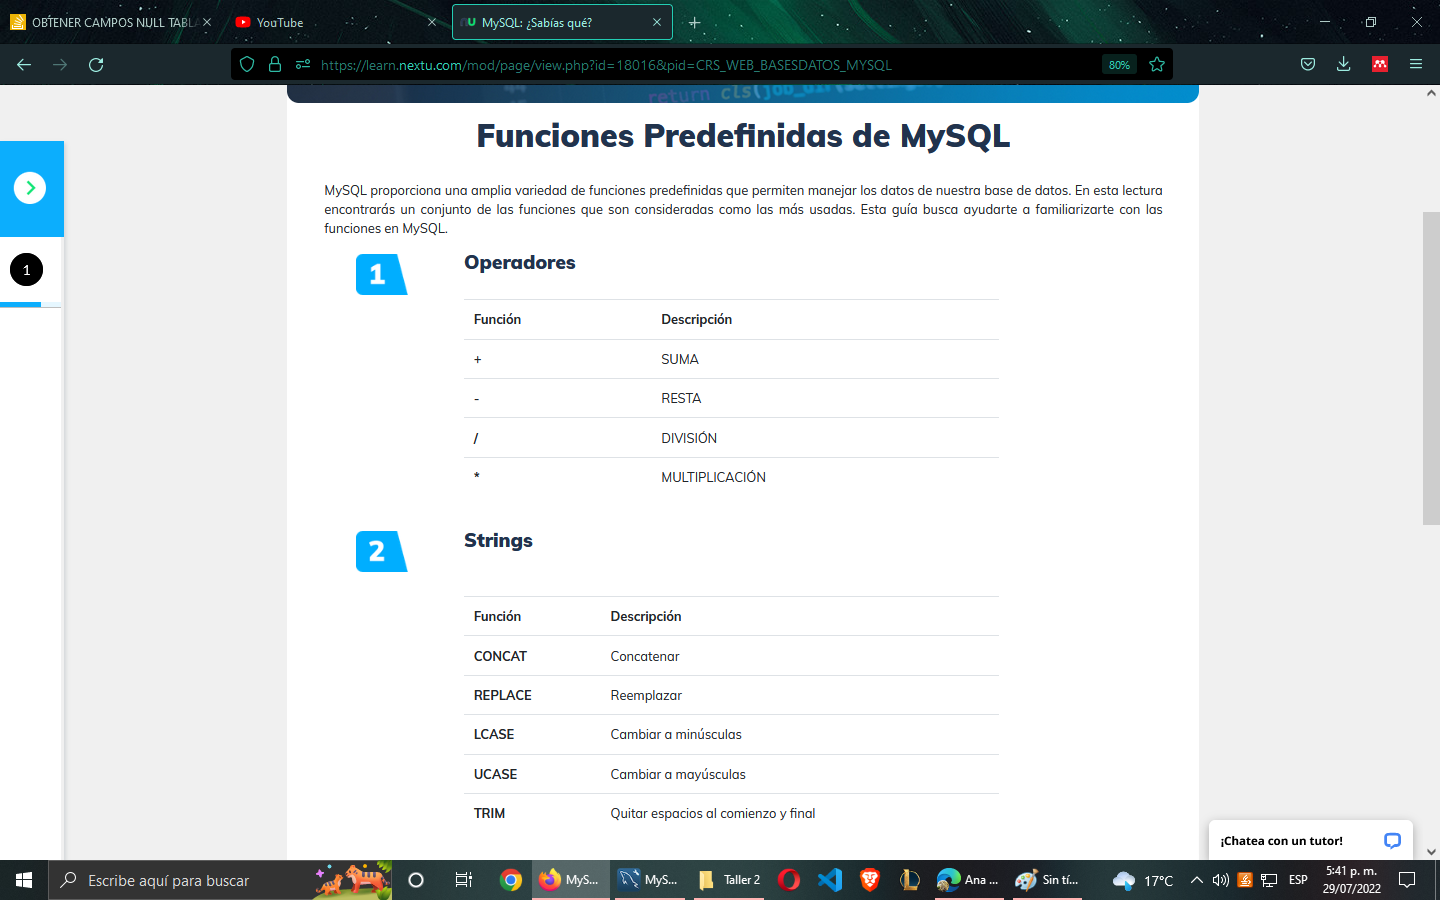 OBTENER CAMPOS NULL TABLA
YouTube
MySQL: ¿Sabías qué?
https://learn.nextu.com/mod/page/view.php?id=18016&pid=CRS_WEB_BASESDATOS_MYSQL
80%
return cls(job_dir(
Funciones Predefinidas de MySQL
MySQL proporciona una amplia variedad de funciones predefinidas que permiten manejar los datos de nuestra base de datos. En esta lectura
encontrarás un conjunto de las funciones que son consideradas como las más usadas. Esta guía busca ayudarte a familiarizarte con las
funciones en MySQL.
1
1
Operadores
Función Descripción
+ SUMA
- RESTA
/ DIVISIÓN
* MULTIPLICACIÓN
2
Strings
Función Descripción
CONCAT Concatenar
REPLACE Reemplazar
LCASE Cambiar a minúsculas
UCASE Cambiar a mayúsculas
TRIM Quitar espacios al comienzo y final
¡Chatea con un tutor!
Escribe aquí para buscar
MyS...
MyS...
Taller 2
Ana ...
Sin tí...
17°C
ESP
5:41 p. m.
29/07/2022